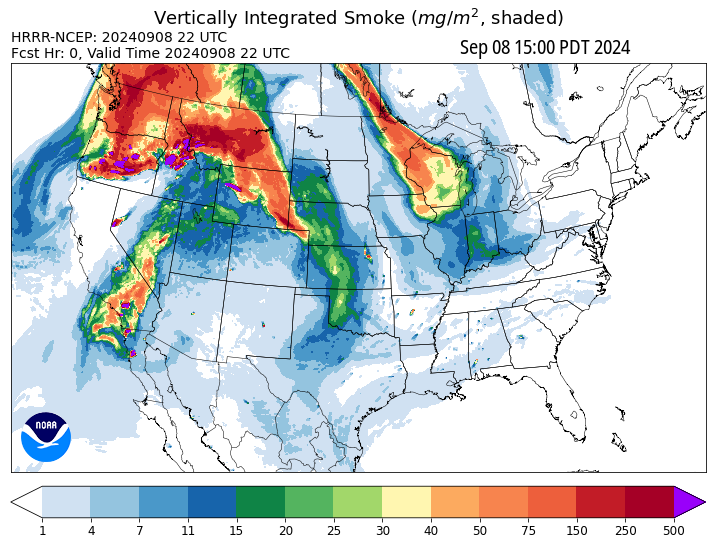 Vertically Integrated Smoke (mg/m², shaded)
HRRR-NCEP: 20240908 22 UTC
Fcst Hr: 0, Valid Time 20240908 22 UTC
Sep 08 15:00 PDT 2024
NOAA
1 4 7 11 15 20 25 30 40 50 75 150 250 500